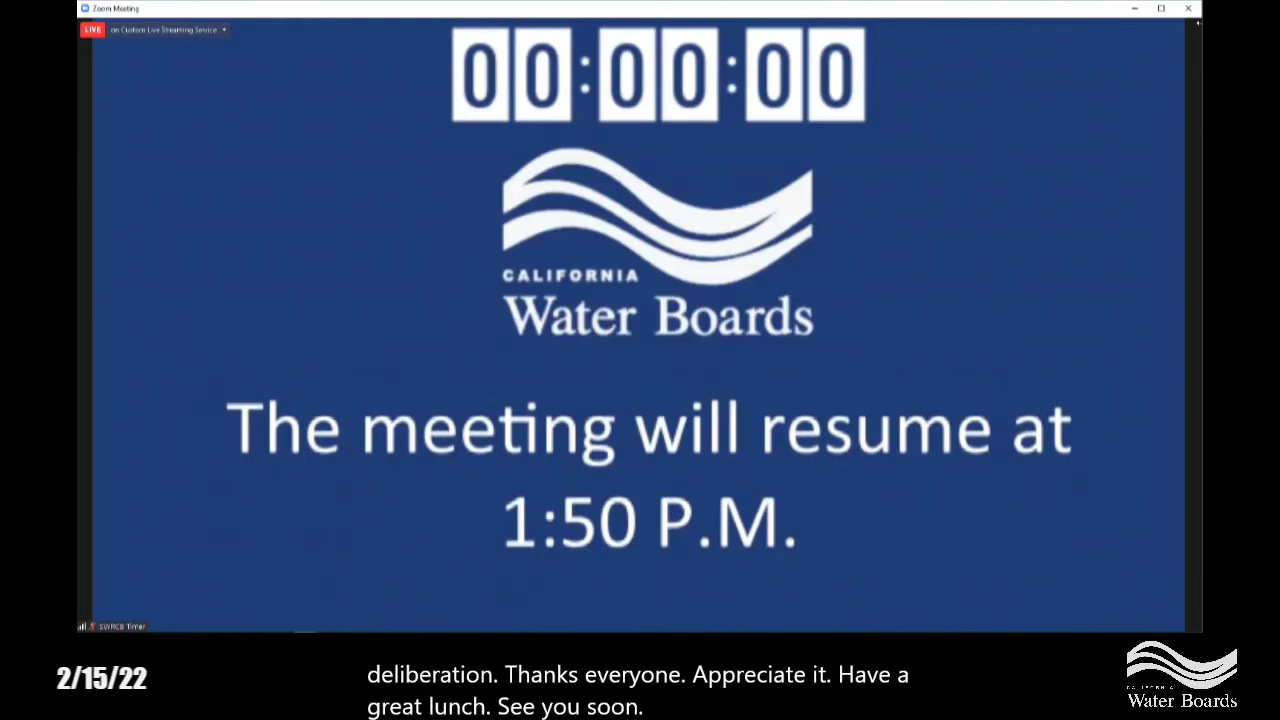 Zoom Meeting
LIVE on Custom Live Streaming Service
00:00:00
CALIFORNIA
Water Boards
The meeting will resume at
1:50 P.M.
SWRCB Timer
2/15/22
deliberation. Thanks everyone. Appreciate it. Have a
great lunch. See you soon.
CALIFORNIA
Water Boards